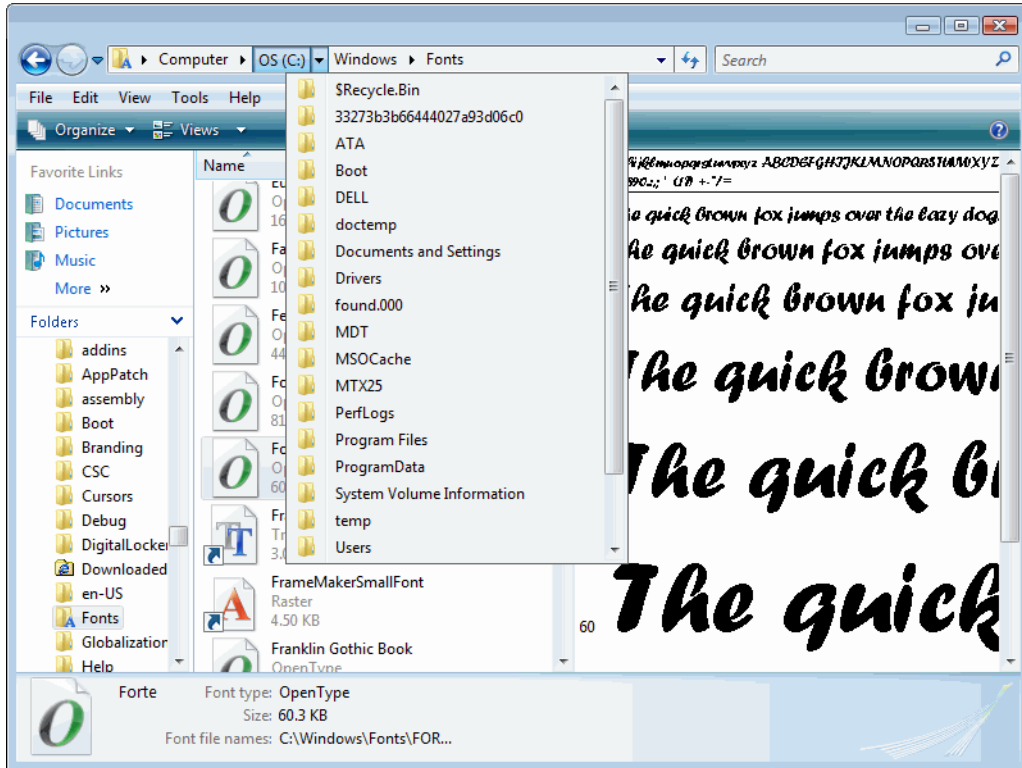 Computer OS (C:) Windows Fonts
Search
File Edit View Tools Help
Organize Views
Favorite Links
Documents
Pictures
Music
More »
Folders
addins
AppPatch
assembly
Boot
Branding
CSC
Cursors
Debug
DigitalLocker
Downloaded
en-US
Fonts
Globalization
Help
Name
$Recycle.Bin
33273b3b66444027a93d06c0
ATA
Boot
DELL
doctemp
Documents and Settings
Drivers
found.000
MDT
MSOCache
MTX25
PerfLogs
Program Files
ProgramData
System Volume Information
temp
Users
FrameMakerSmallFont
Raster
4.50 KB
Franklin Gothic Book
OpenType
ABCDEFGHIJKLMNOPQRSTUVWXYZ
quick brown fox jumps over the lazy dog.
he quick brown fox jumps ove
he quick brown fox ju
The quick brow
The quick b
60 The quick
Forte
Font type: OpenType
Size: 60.3 KB
Font file names: C:\Windows\Fonts\FOR...